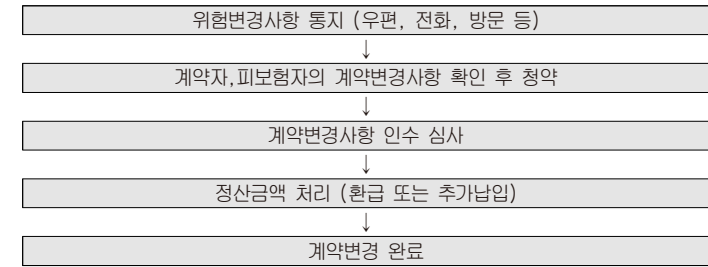 위험변경사항 통지 (우편, 전화, 방문 등)
↓
계약자,피보험자의 계약변경사항 확인 후 청약
↓
계약변경사항 인수 심사
↓
정산금액 처리 (환급 또는 추가납입)
↓
계약변경 완료